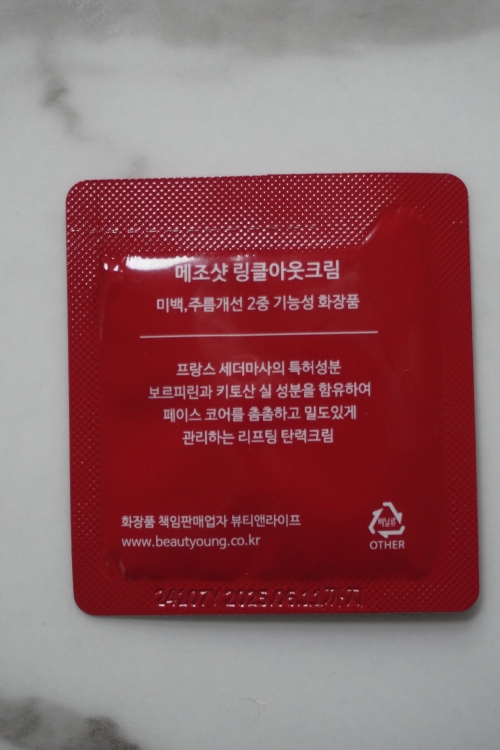 메조샷 링클아웃크림
미백,주름개선 2중 기능성 화장품
프랑스 세더마사의 특허성분
보르피린과 키토산 실 성분을 함유하여
페이스 코어를 촘촘하고 밀도있게
관리하는 리프팅 탄력크림
화장품 책임판매업자 뷰티앤라이프
www.beautyoung.co.kr
비닐류
OTHER